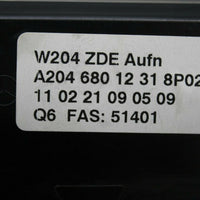 W204 ZDE Aufn
A204 680 12 31 8P02
11 02 21 09 05 09
Q6 FAS: 51401